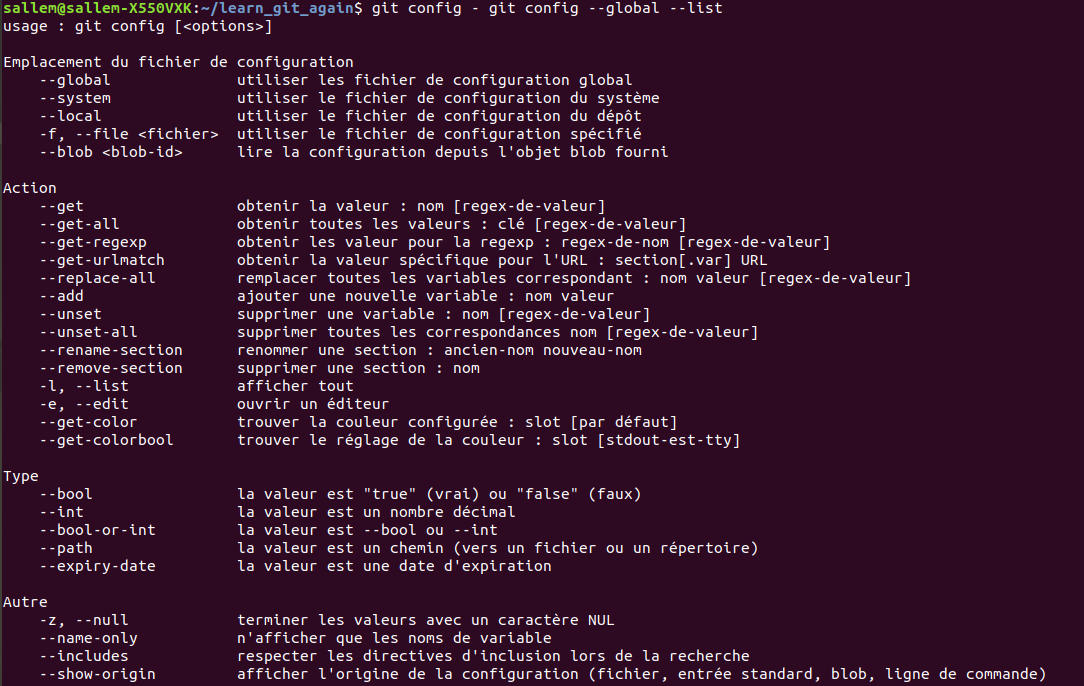 sallem@sallem-X550VXK:~/learn_git_again$ git config - git config --global --list
usage : git config [<options>]
Emplacement du fichier de configuration
--global utiliser les fichier de configuration global
--system utiliser le fichier de configuration du système
--local utiliser le fichier de configuration du dépôt
-f, --file <fichier> utiliser le fichier de configuration spécifié
--blob <blob-id> lire la configuration depuis l'objet blob fourni
Action
--get obtenir la valeur : nom [regex-de-valeur]
--get-all obtenir toutes les valeurs : clé [regex-de-valeur]
--get-regexp obtenir les valeur pour la regexp : regex-de-nom [regex-de-valeur]
--get-urlmatch obtenir la valeur spécifique pour l'URL : section[.var] URL
--replace-all remplacer toutes les variables correspondant : nom valeur [regex-de-valeur]
--add ajouter une nouvelle variable : nom valeur
--unset supprimer une variable : nom [regex-de-valeur]
--unset-all supprimer toutes les correspondances nom [regex-de-valeur]
--rename-section renommer une section : ancien-nom nouveau-nom
--remove-section supprimer une section : nom
-l, --list afficher tout
-e, --edit ouvrir un éditeur
--get-color trouver la couleur configurée : slot [par défaut]
--get-colorbool trouver le réglage de la couleur : slot [stdout-est-tty]
Type
--bool la valeur est "true" (vrai) ou "false" (faux)
--int la valeur est un nombre décimal
--bool-or-int la valeur est --bool ou --int
--path la valeur est un chemin (vers un fichier ou un répertoire)
--expiry-date la valeur est une date d'expiration
Autre
-z, --null terminer les valeurs avec un caractère NUL
--name-only n'afficher que les noms de variable
--includes respecter les directives d'inclusion lors de la recherche
--show-origin afficher l'origine de la configuration (fichier, entrée standard, blob, ligne de commande)